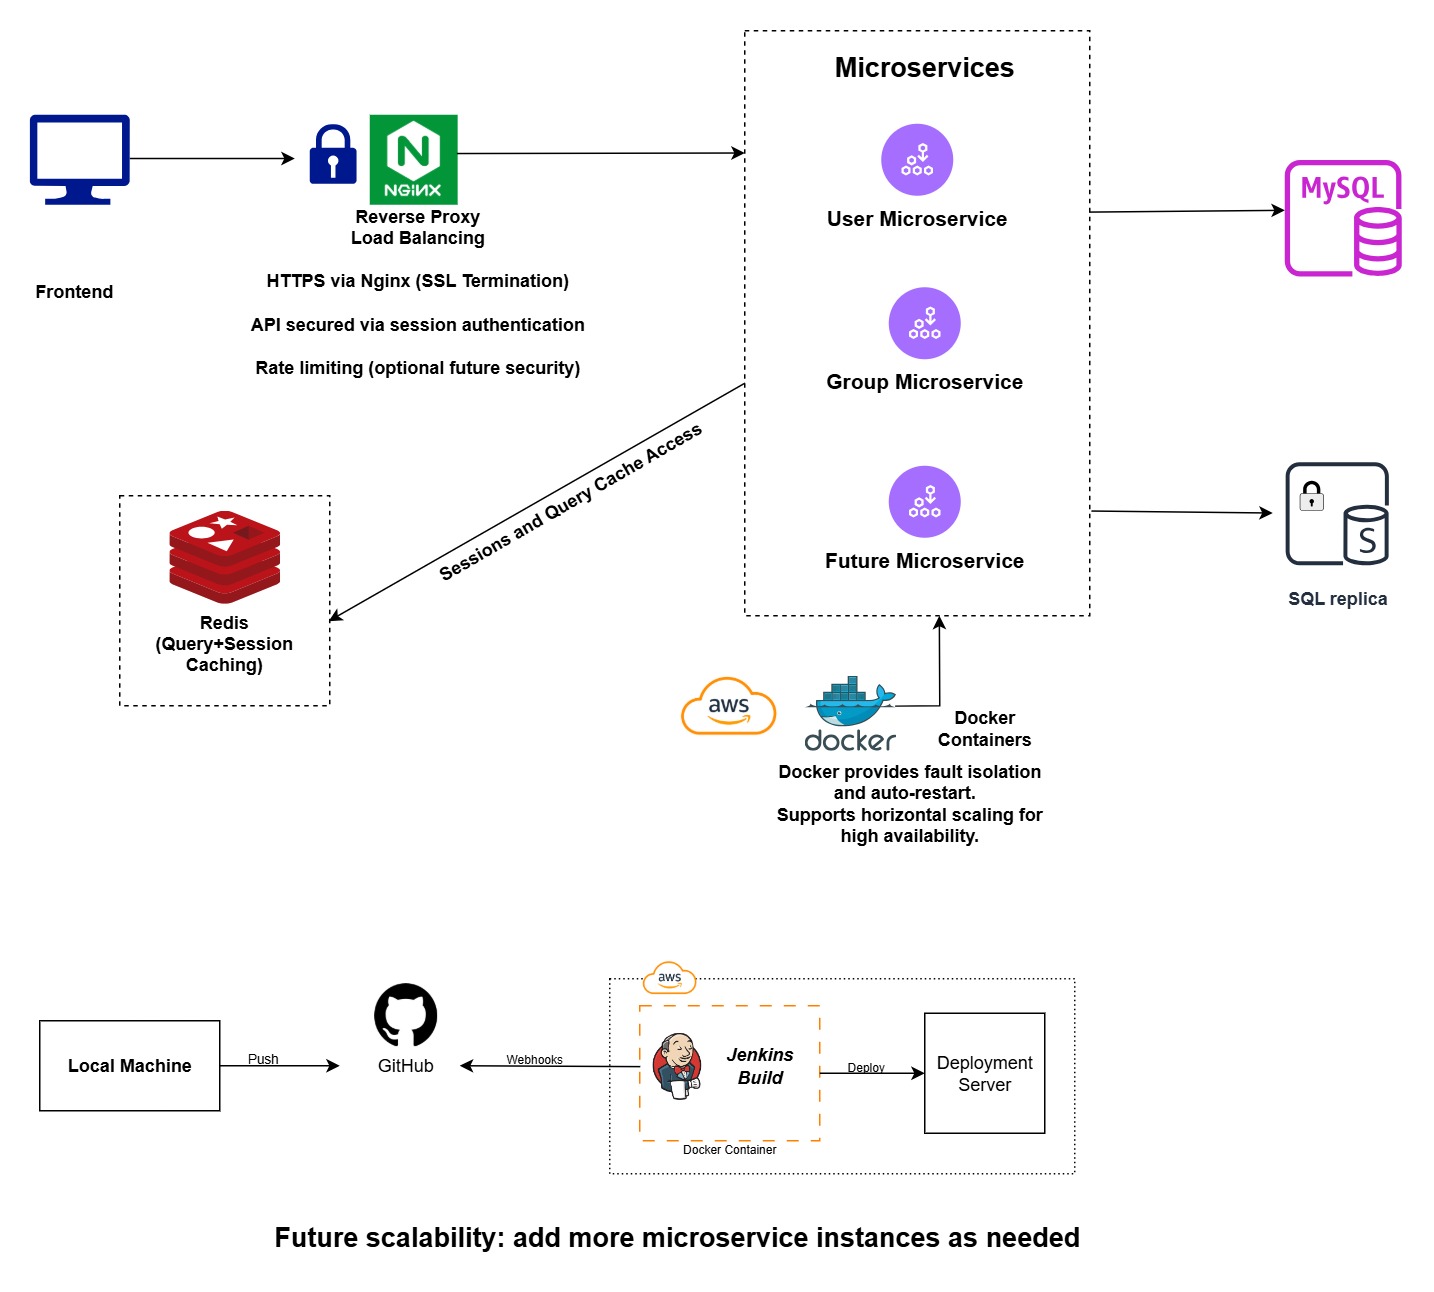 Microservices
NGINX
Reverse Proxy
Load Balancing
HTTPS via Nginx (SSL Termination)
API secured via session authentication
Rate limiting (optional future security)
Frontend
User Microservice
Group Microservice
Future Microservice
MySQL
S
SQL replica
Sessions and Query Cache Access
Redis
(Query+Session
Caching)
aws
docker
Docker
Containers
Docker provides fault isolation
and auto-restart.
Supports horizontal scaling for
high availability.
Local Machine
Push
GitHub
Webhooks
aws
Jenkins
Build
Docker Container
Deploy
Deployment
Server
Future scalability: add more microservice instances as needed